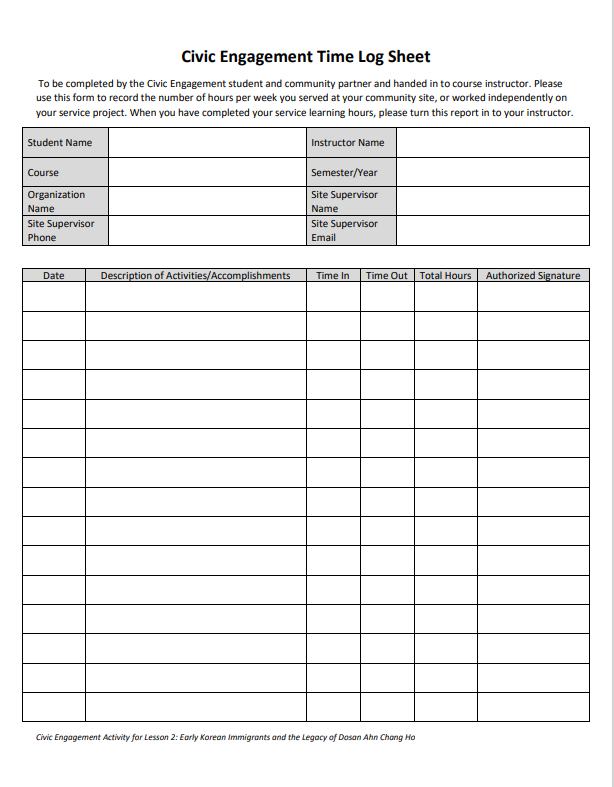 Civic Engagement Time Log Sheet
To be completed by the Civic Engagement student and community partner and handed in to course instructor. Please
use this form to record the number of hours per week you served at your community site, or worked independently on
your service project. When you have completed your service learning hours, please turn this report in to your instructor.
Student Name Instructor Name
Course Semester/Year
Organization Site Supervisor
Name Name
Site Supervisor Site Supervisor
Phone Email
Date Description of Activities/Accomplishments Time In Time Out Total Hours Authorized Signature
Civic Engagement Activity for Lesson 2: Early Korean Immigrants and the Legacy of Dosan Ahn Chang Ho